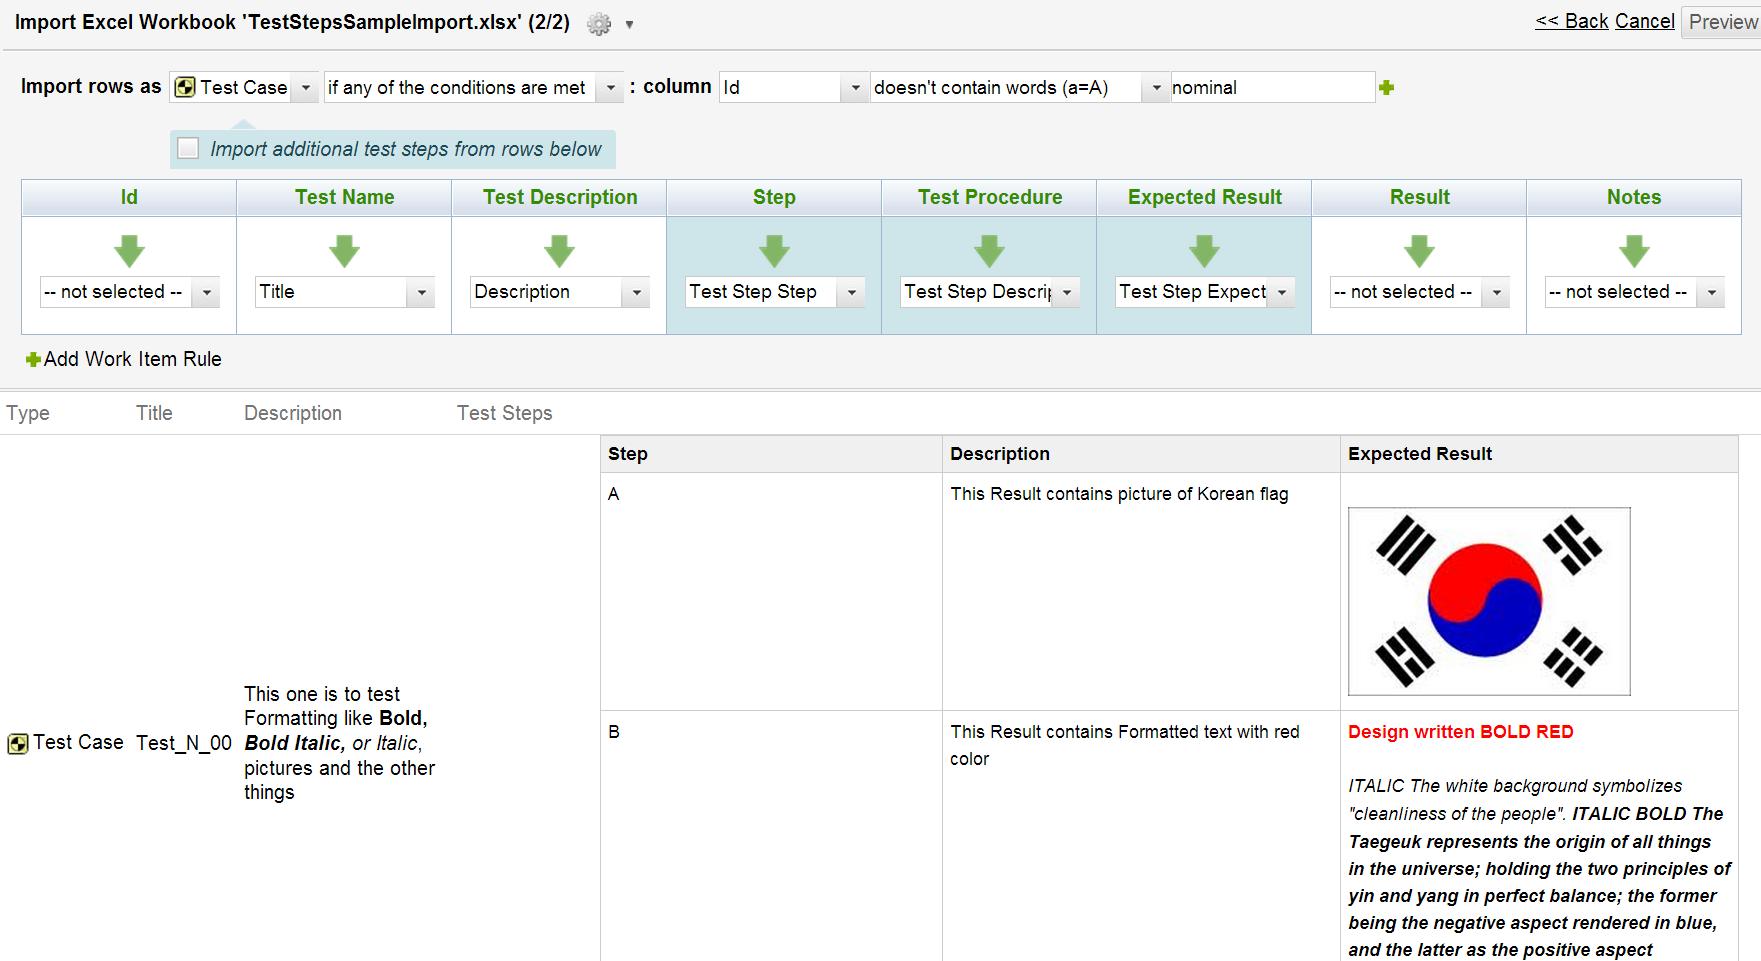 Import Excel Workbook 'TestStepsSampleImport.xlsx' (2/2)
<< Back Cancel Preview
Import rows as Test Case if any of the conditions are met : column Id doesn't contain words (a=A) nominal
Import additional test steps from rows below
Id Test Name Test Description Step Test Procedure Expected Result Result Notes
-- not selected -- Title Description Test Step Step Test Step Descrip Test Step Expect -- not selected -- -- not selected --
Add Work Item Rule
Type Title Description Test Steps
Step Description Expected Result
A This Result contains picture of Korean flag
Test Case Test_N_00
This one is to test
Formatting like Bold,
Bold Italic, or Italic,
pictures and the other
things
B This Result contains Formatted text with red
color
Design written BOLD RED
ITALIC The white background symbolizes
"cleanliness of the people". ITALIC BOLD The
Taegeuk represents the origin of all things
in the universe; holding the two principles of
yin and yang in perfect balance; the former
being the negative aspect rendered in blue,
and the latter as the positive aspect